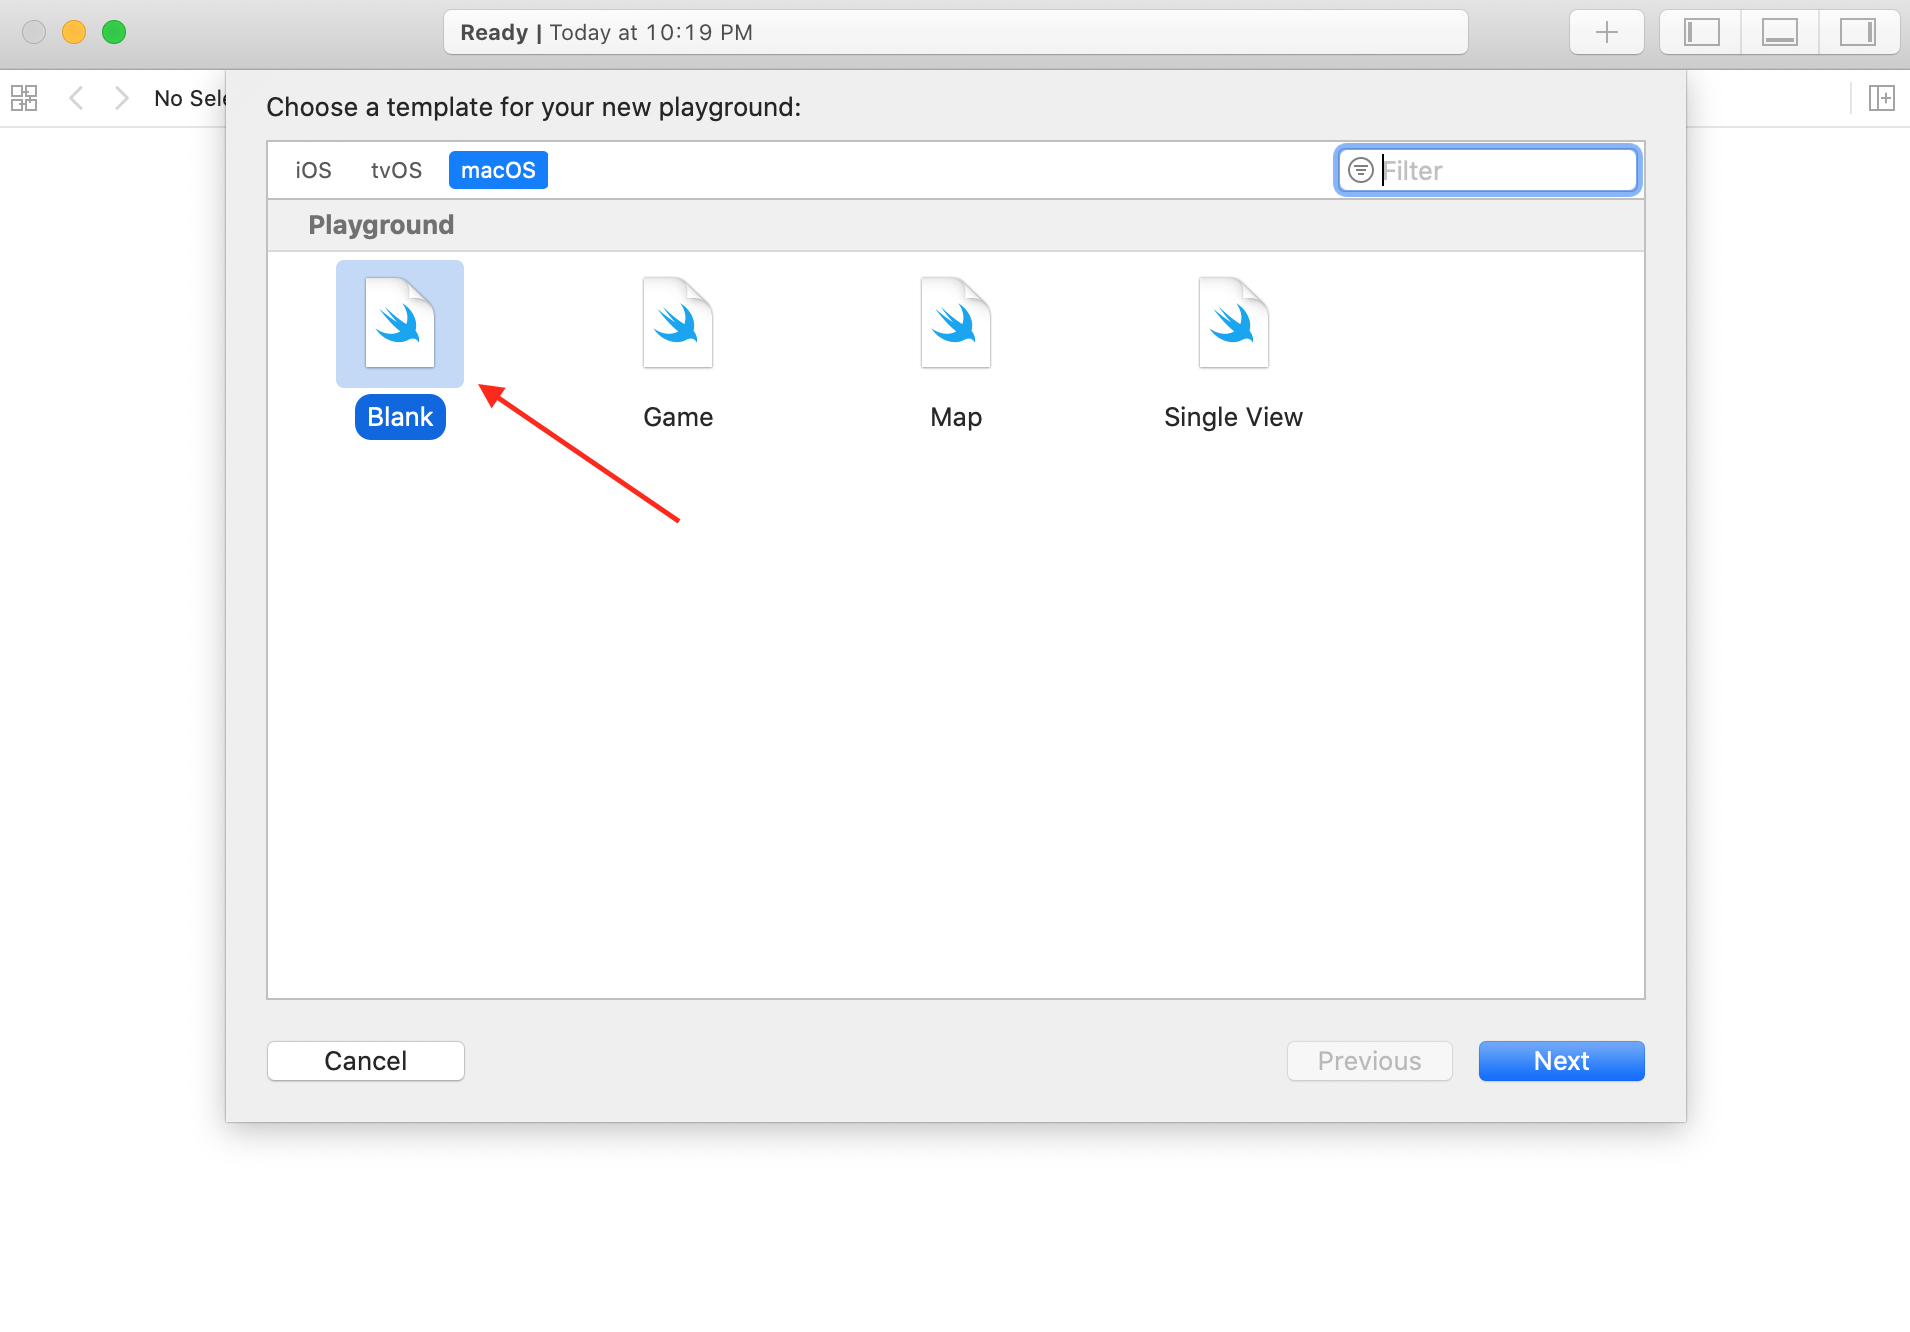 Ready | Today at 10:19 PM
No Sele
Choose a template for your new playground:
iOS tvOS macOS Filter
Playground
Blank Game Map Single View
Cancel Previous Next